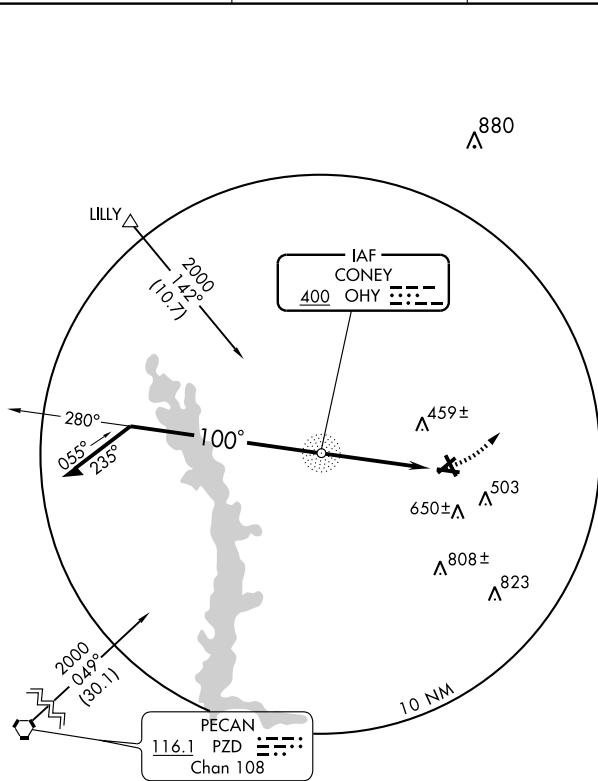 880
LILLY
2000
142°
(10.7)
IAF
CONEY
400 OHY
280°
100°
055°
235°
459±
503
650±
808±
823
2000
049°
(30.1)
10 NM
PECAN
116.1 PZD
Chan 108